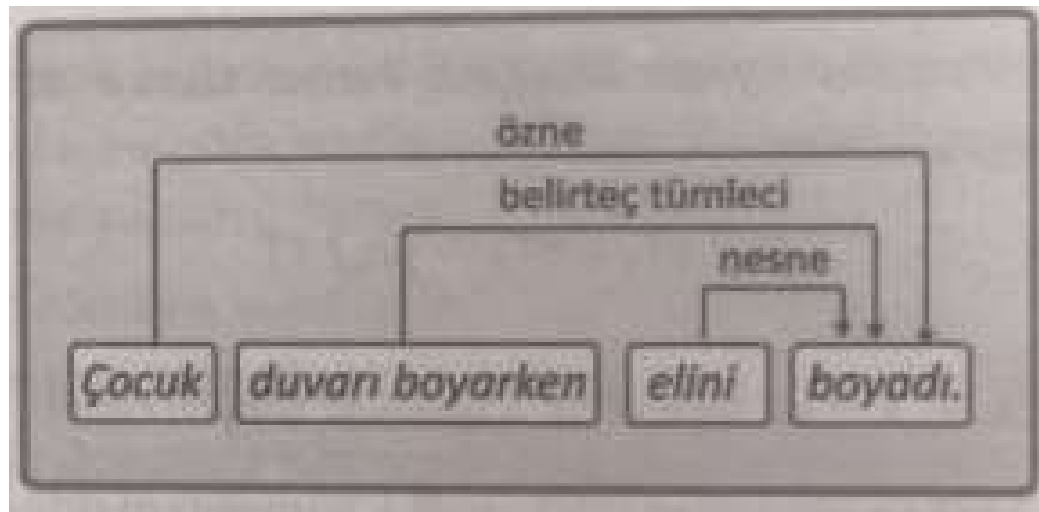 özne
belirteç tümleci
nesne
Çocuk duvarı boyarken elini boyadı.